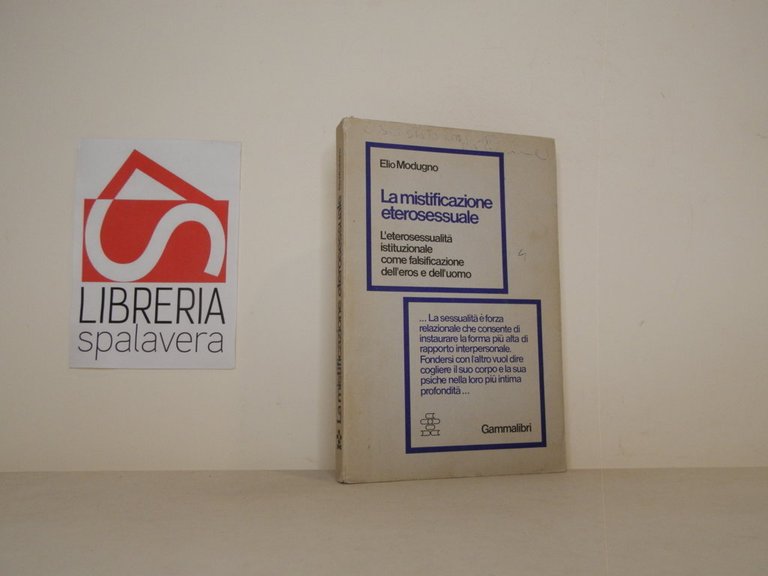 LIBRERIA
spalavera
Elio Modugno
La mistificazione
eterosessuale
L'eterosessualità
istituzionale
come falsificazione
dell'eros e dell'uomo
... La sessualità è forza
relazionale che consente di
instaurare la forma più alta di
rapporto interpersonale.
Fondersi con l'altro vuol dire
cogliere il suo corpo e la sua
psiche nella loro più intima
profondità ...
Gammalibri
La mistificazione eterosessuale